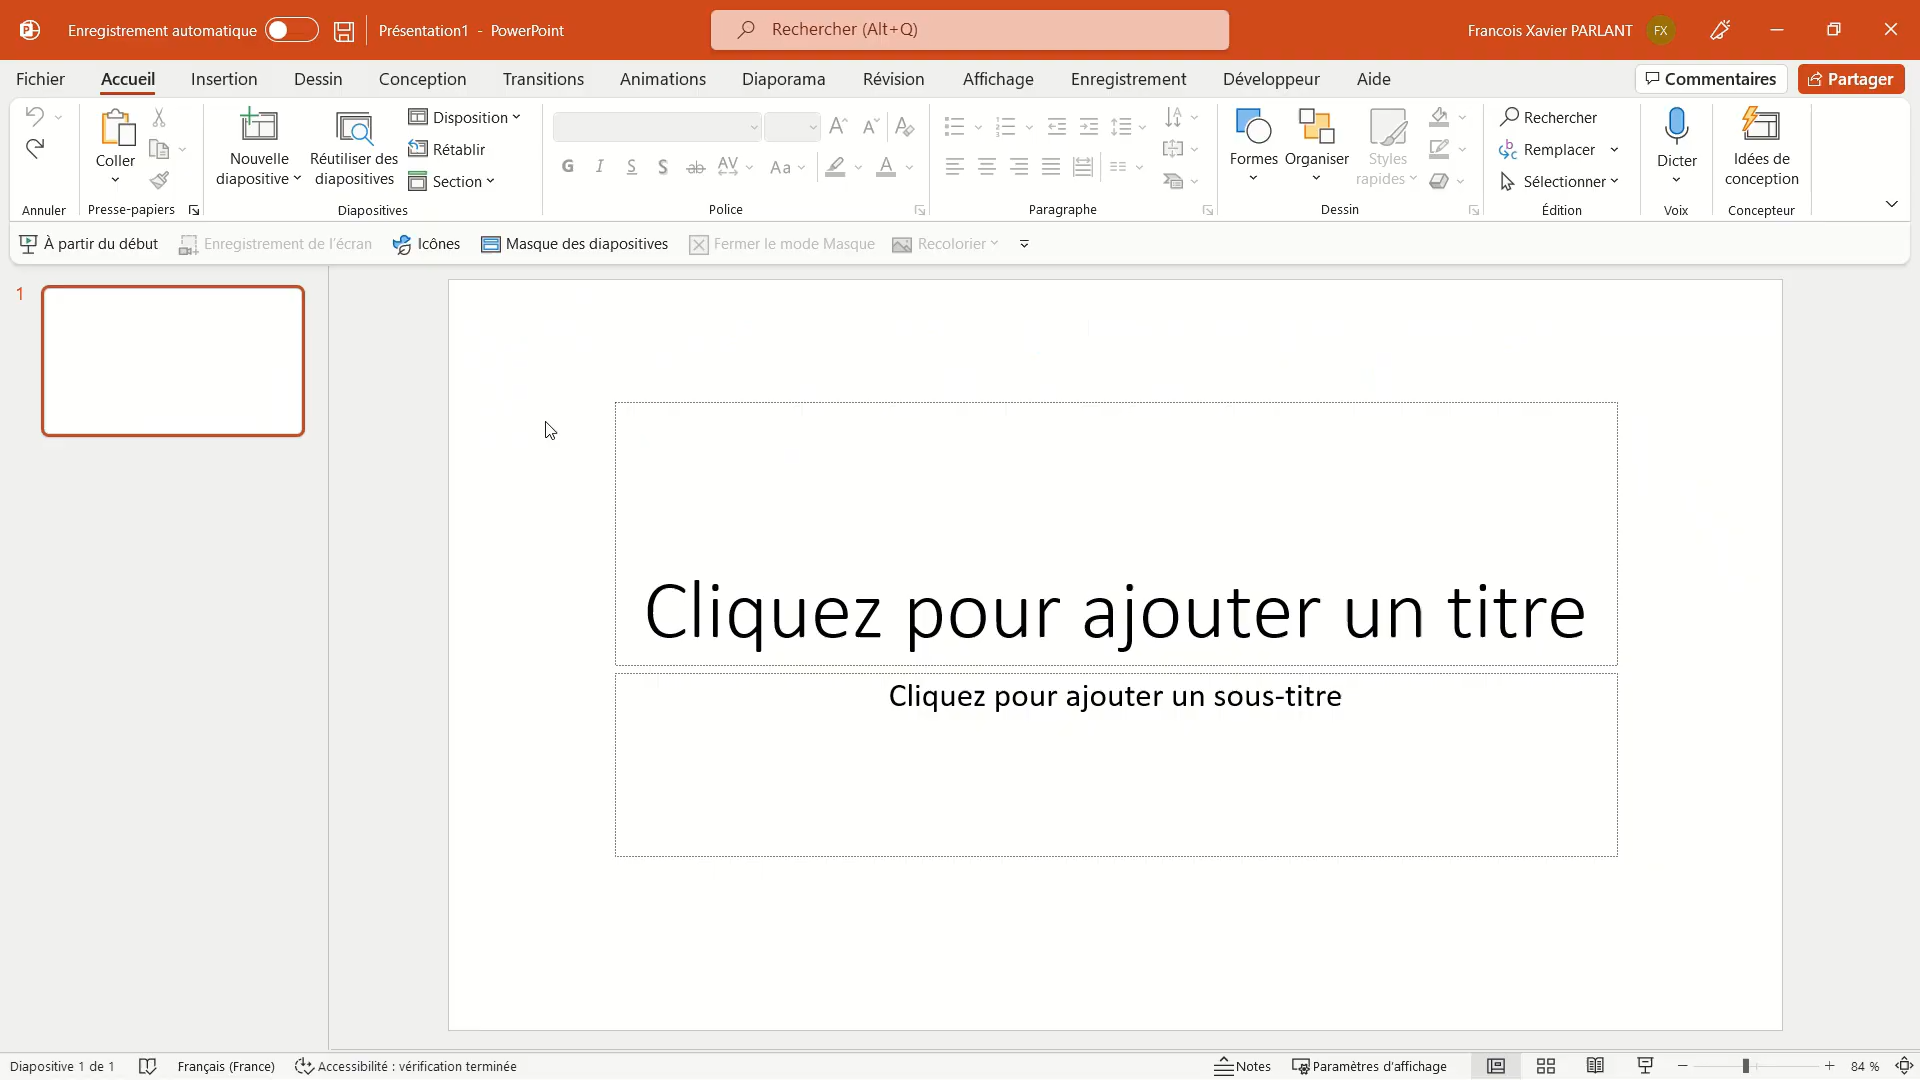 Enregistrement automatique
Présentation1 - PowerPoint
Rechercher (Alt+Q)
Francois Xavier PARLANT
FX
Fichier
Accueil
Insertion
Dessin
Conception
Transitions
Animations
Diaporama
Révision
Affichage
Enregistrement
Développeur
Aide
Commentaires
Partager
Annuler
Coller
Presse-papiers
Nouvelle
diapositive
Réutiliser des
diapositives
Disposition
Rétablir
Section
Diapositives
G I S S ab AV Aa A
Police
Paragraphe
Formes
Organiser
Styles
rapides
Dessin
Rechercher
Remplacer
Sélectionner
Édition
Dicter
Voix
Idées de
conception
Concepteur
À partir du début
Enregistrement de l'écran
Icônes
Masque des diapositives
Fermer le mode Masque
Recolorier
1
Cliquez pour ajouter un titre
Cliquez pour ajouter un sous-titre
Diapositive 1 de 1
Français (France)
Accessibilité : vérification terminée
Notes
Paramètres d'affichage
84 %